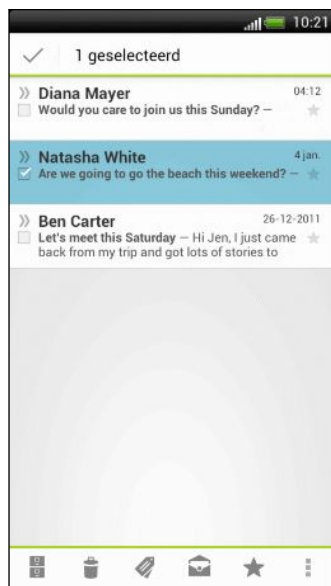 10:21
1 geselecteerd
Diana Mayer 04:12
Would you care to join us this Sunday? –
Natasha White 4 jan.
Are we going to go the beach this weekend? –
Ben Carter 26-12-2011
Let's meet this Saturday – Hi Jen, I just came
back from my trip and got lots of stories to